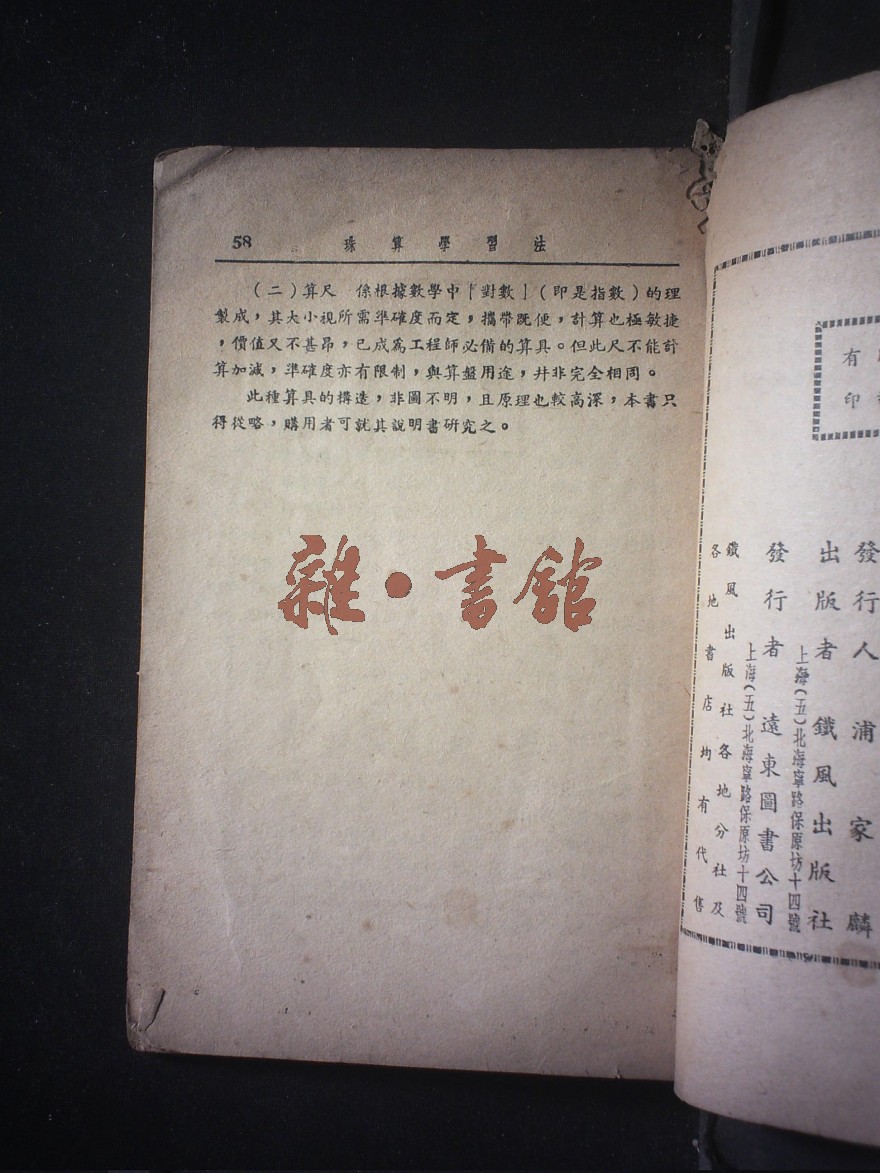 58 珠算學習法
(二)算尺 係根據數學中「對數」(即是指數)的理
製成,其大小視所需準確度而定,攜帶既便,計算也極敏捷
,價值又不甚昂,已成為工程師必備的算具。但此尺不能計
算加減,準確度亦有限制,與算盤用途,幷非完全相同。
此種算具的構造,非圖不明,且原理也較高深,本書只
得從略,購用者可就其說明書研究之。
雜•書館
有
印
發行人 浦家麟
出版者 鐵風出版社
上海(五)北海寧路保原坊十四號
發行者 遠東圖書公司
上海(五)北海寧路保原坊十四號
鐵風出版社各地分社及
各地書店均有代售